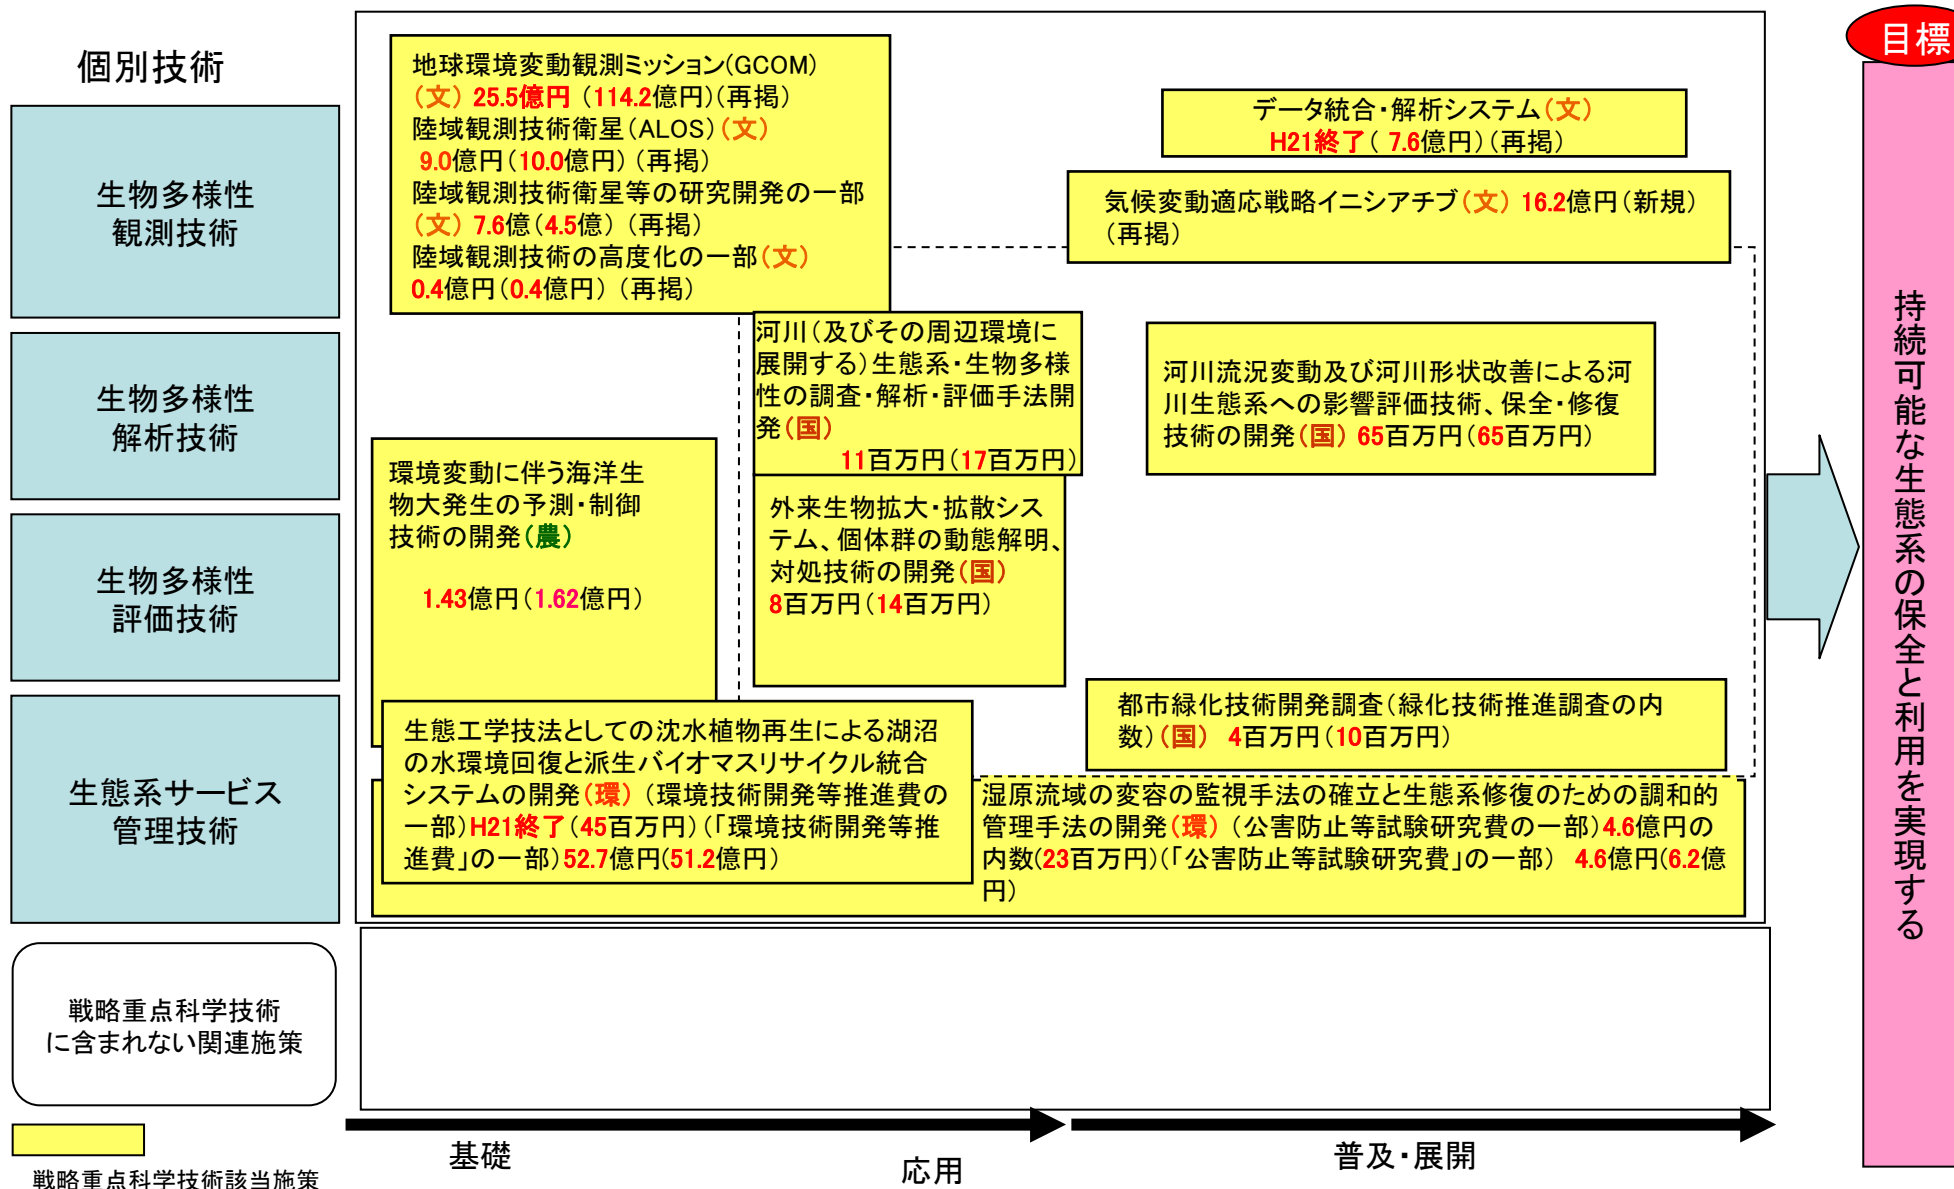 個別技術
生物多様性
観測技術
生物多様性
解析技術
生物多様性
評価技術
生態系サービス
管理技術
戦略重点科学技術
に含まれない関連施策
戦略重点科学技術該当施策
地球環境変動観測ミッション(GCOM)
(文) 25.5億円 (114.2億円)(再掲)
陸域観測技術衛星(ALOS)(文)
9.0億円(10.0億円) (再掲)
陸域観測技術衛星等の研究開発の一部
(文) 7.6億(4.5億) (再掲)
陸域観測技術の高度化の一部(文)
0.4億円(0.4億円) (再掲)
データ統合・解析システム(文)
H21終了( 7.6億円)(再掲)
気候変動適応戦略イニシアチブ(文) 16.2億円(新規)
(再掲)
河川(及びその周辺環境に
展開する)生態系・生物多様
性の調査・解析・評価手法開
発(国)
11百万円(17百万円)
河川流況変動及び河川形状改善による河
川生態系への影響評価技術、保全・修復
技術の開発(国) 65百万円(65百万円)
環境変動に伴う海洋生
物大発生の予測・制御
技術の開発(農)
1.43億円(1.62億円)
外来生物拡大・拡散シス
テム、個体群の動態解明、
対処技術の開発(国)
8百万円(14百万円)
都市緑化技術開発調査(緑化技術推進調査の内
数)(国) 4百万円(10百万円)
生態工学技法としての沈水植物再生による湖沼
の水環境回復と派生バイオマスリサイクル統合
システムの開発(環) (環境技術開発等推進費の
一部)H21終了(45百万円)(「環境技術開発等推
進費」の一部)52.7億円(51.2億円)
湿原流域の変容の監視手法の確立と生態系修復のための調和的
管理手法の開発(環) (公害防止等試験研究費の一部)4.6億円の
内数(23百万円)(「公害防止等試験研究費」の一部) 4.6億円(6.2億
円)
基礎
応用
普及・展開
目標
持続可能な生態系の保全と利用を実現する